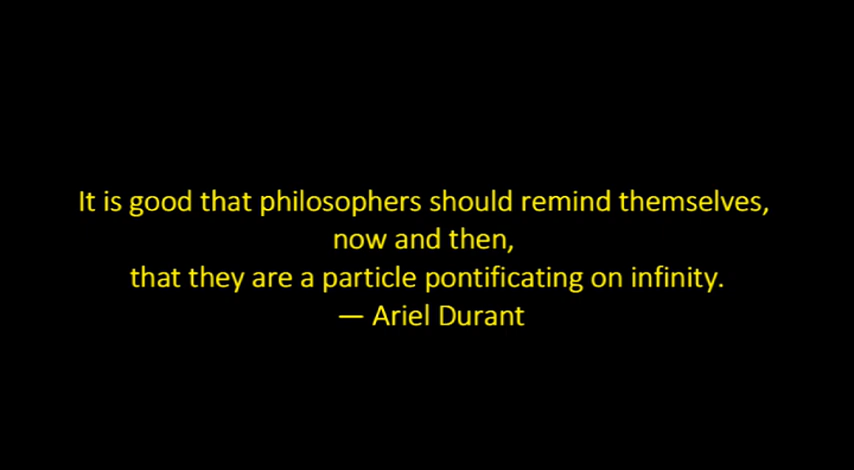 It is good that philosophers should remind themselves,
now and then,
that they are a particle pontificating on infinity.
— Ariel Durant